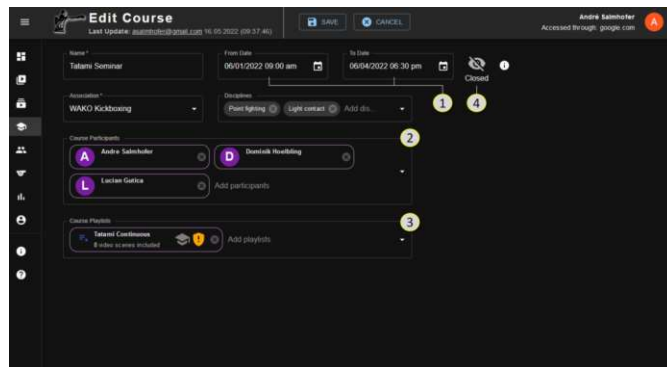 Edit Course
Last Update: asalmhofer@gmail.com 16.05.2022 (09:37:46)
SAVE
CANCEL
André Salmhofer
Accessed through: google.com
A
Name *
Tatami Seminar
From Date
06/01/2022 09:00 am
To Date
06/04/2022 06:30 pm
Closed
1
4
Association *
WAKO Kickboxing
Disciplines
Point fighting
Light contact
Add dis...
Course Participants
2
A
Andre Salmhofer
D
Dominik Hoelbling
L
Lucian Gutica
Add participants
Course Playlists
3
Tatami Continuous
8 video scenes included
Add playlists